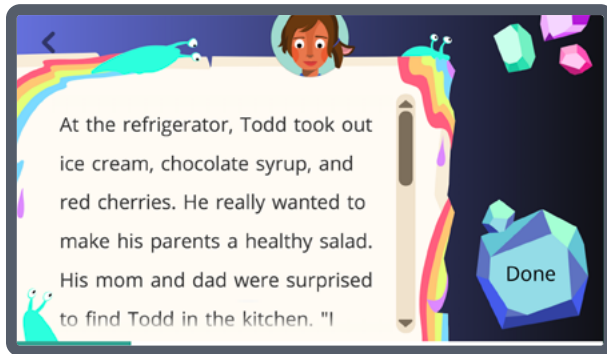 At the refrigerator, Todd took out
ice cream, chocolate syrup, and
red cherries. He really wanted to
make his parents a healthy salad.
His mom and dad were surprised
to find Todd in the kitchen. "I
Done